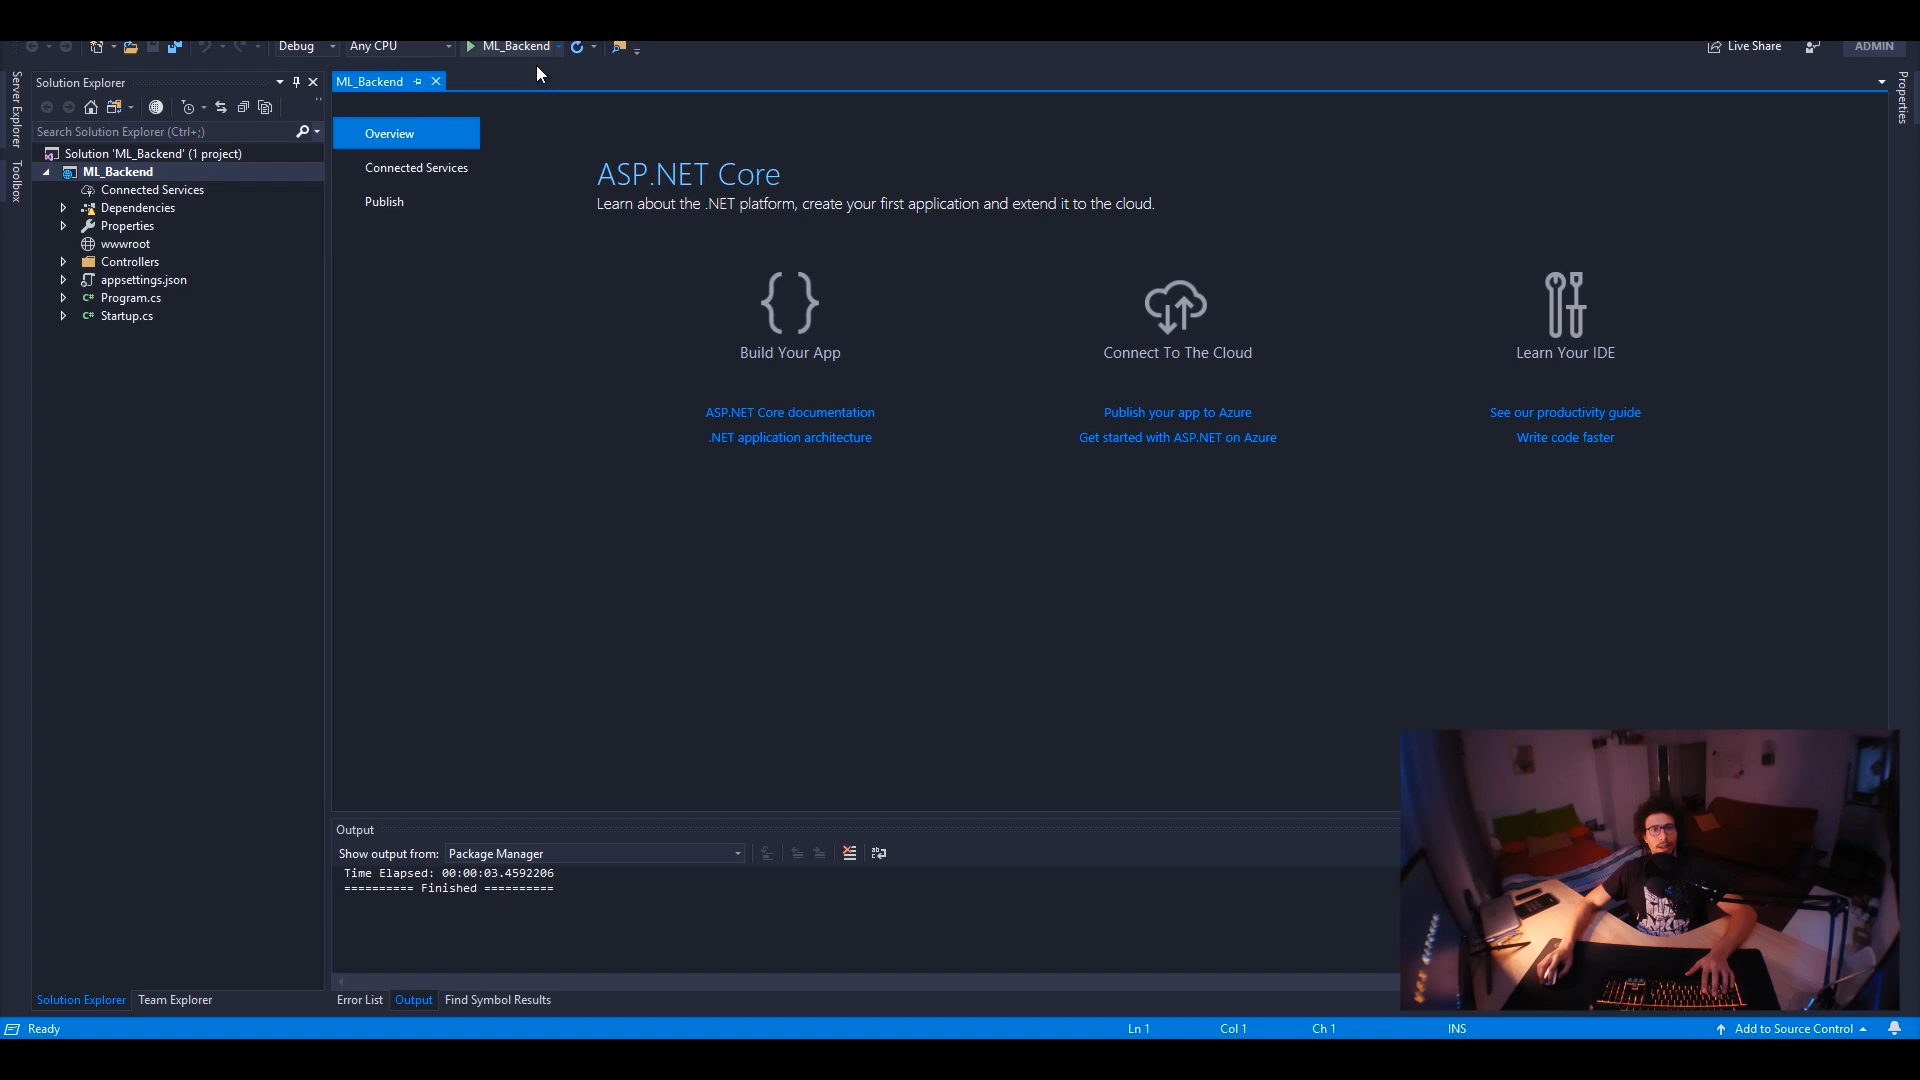 Debug
Any CPU
ML_Backend
Live Share
ADMIN
Server Explorer
Toolbox
Solution Explorer
Search Solution Explorer (Ctrl+;)
Solution 'ML_Backend' (1 project)
ML_Backend
Connected Services
Dependencies
Properties
wwwroot
Controllers
appsettings.json
C# Program.cs
C# Startup.cs
ML_Backend
Overview
Connected Services
Publish
ASP.NET Core
Learn about the .NET platform, create your first application and extend it to the cloud.
Build Your App
ASP.NET Core documentation
.NET application architecture
Connect To The Cloud
Publish your app to Azure
Get started with ASP.NET on Azure
Learn Your IDE
See our productivity guide
Write code faster
Properties
Output
Show output from: Package Manager
Time Elapsed: 00:00:03.4592206
========== Finished ==========
Solution Explorer
Team Explorer
Error List
Output
Find Symbol Results
Ready
Ln 1
Col 1
Ch 1
INS
Add to Source Control